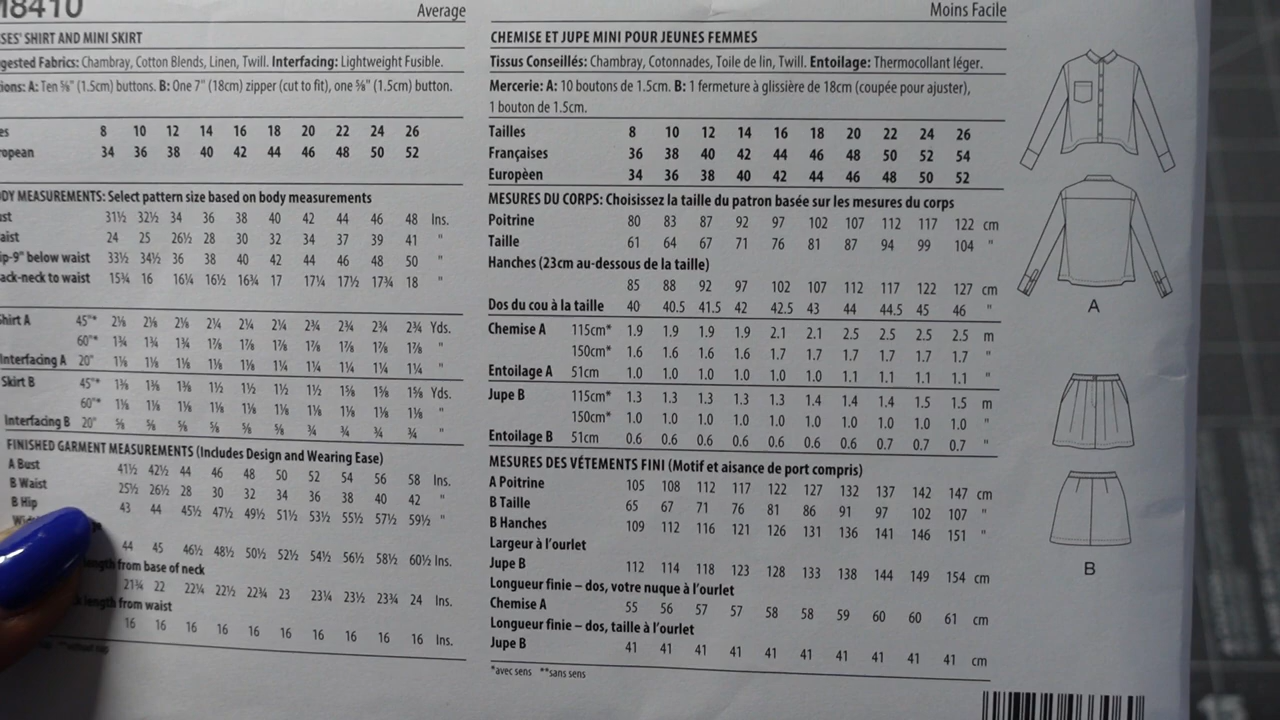 18410
Average
SES' SHIRT AND MINI SKIRT
gested Fabrics: Chambray, Cotton Blends, Linen, Twill. Interfacing: Lightweight Fusible.
ions: A: Ten ⅝" (1.5cm) buttons. B: One 7" (18cm) zipper (cut to fit), one ⅝" (1.5cm) button.
es 8 10 12 14 16 18 20 22 24 26
ropean 34 36 38 40 42 44 46 48 50 52
DY MEASUREMENTS: Select pattern size based on body measurements
ust 31½ 32½ 34 36 38 40 42 44 46 48 Ins.
aist 24 25 26½ 28 30 32 34 37 39 41 "
ip-9" below waist 33½ 34½ 36 38 40 42 44 46 48 50 "
ack-neck to waist 15¾ 16 16¼ 16½ 16¾ 17 17¼ 17½ 17¾ 18 "
hirt A 45"* 2⅛ 2⅛ 2⅛ 2¼ 2¼ 2¼ 2¾ 2¾ 2¾ 2¾ Yds.
60"* 1¾ 1¾ 1¾ 1⅞ 1⅞ 1⅞ 1⅞ 1⅞ 1⅞ 1⅞ "
Interfacing A 20" 1⅛ 1⅛ 1⅛ 1⅛ 1⅛ 1¼ 1¼ 1¼ 1¼ 1¼ "
Skirt B 45"* 1⅜ 1⅜ 1⅜ 1½ 1½ 1½ 1½ 1⅝ 1⅝ 1⅝ Yds.
60"* 1⅛ 1⅛ 1⅛ 1⅛ 1⅛ 1⅛ 1⅛ 1⅛ 1⅛ 1⅛ "
Interfacing B 20" ⅝ ⅝ ⅝ ⅝ ⅝ ¾ ¾ ¾ ¾ "
FINISHED GARMENT MEASUREMENTS (Includes Design and Wearing Ease)
A Bust 41½ 42½ 44 46 48 50 52 54 56 58 Ins.
B Waist 25½ 26½ 28 30 32 34 36 38 40 42 "
B Hip 43 44 45½ 47½ 49½ 51½ 53½ 55½ 57½ 59½ "
44 45 46½ 48½ 50½ 52½ 54½ 56½ 58½ 60½ Ins.
length from base of neck
21¾ 22 22¼ 22½ 22¾ 23 23¼ 23½ 23¾ 24 Ins.
length from waist
16 16 16 16 16 16 16 16 16 16 Ins.
Moins Facile
CHEMISE ET JUPE MINI POUR JEUNES FEMMES
Tissus Conseillés: Chambray, Cotonnades, Toile de lin, Twill. Entoilage: Thermocollant léger.
Mercerie: A: 10 boutons de 1.5cm. B: 1 fermeture à glissière de 18cm (coupée pour ajuster),
1 bouton de 1.5cm.
Tailles 8 10 12 14 16 18 20 22 24 26
Françaises 36 38 40 42 44 46 48 50 52 54
Europèen 34 36 38 40 42 44 46 48 50 52
MESURES DU CORPS: Choisissez la taille du patron basée sur les mesures du corps
Poitrine 80 83 87 92 97 102 107 112 117 122 cm
Taille 61 64 67 71 76 81 87 94 99 104 "
Hanches (23cm au-dessous de la taille)
85 88 92 97 102 107 112 117 122 127 cm
Dos du cou à la taille 40 40.5 41.5 42 42.5 43 44 44.5 45 46 "
Chemise A 115cm* 1.9 1.9 1.9 1.9 2.1 2.1 2.5 2.5 2.5 2.5 m
150cm* 1.6 1.6 1.6 1.6 1.7 1.7 1.7 1.7 1.7 1.7 "
Entoilage A 51cm 1.0 1.0 1.0 1.0 1.0 1.0 1.1 1.1 1.1 1.1 "
Jupe B 115cm* 1.3 1.3 1.3 1.3 1.3 1.4 1.4 1.4 1.5 1.5 m
150cm* 1.0 1.0 1.0 1.0 1.0 1.0 1.0 1.0 1.0 1.0 "
Entoilage B 51cm 0.6 0.6 0.6 0.6 0.6 0.6 0.6 0.7 0.7 0.7 "
MESURES DES VÉTEMENTS FINI (Motif et aisance de port compris)
A Poitrine 105 108 112 117 122 127 132 137 142 147 cm
B Taille 65 67 71 76 81 86 91 97 102 107 "
B Hanches 109 112 116 121 126 131 136 141 146 151 "
Largeur à l'ourlet
Jupe B 112 114 118 123 128 133 138 144 149 154 cm
Longueur finie – dos, votre nuque à l'ourlet
Chemise A 55 56 57 57 58 58 59 60 60 61 cm
Longueur finie – dos, taille à l'ourlet
Jupe B 41 41 41 41 41 41 41 41 41 41 cm
*avec sens **sans sens
A
B